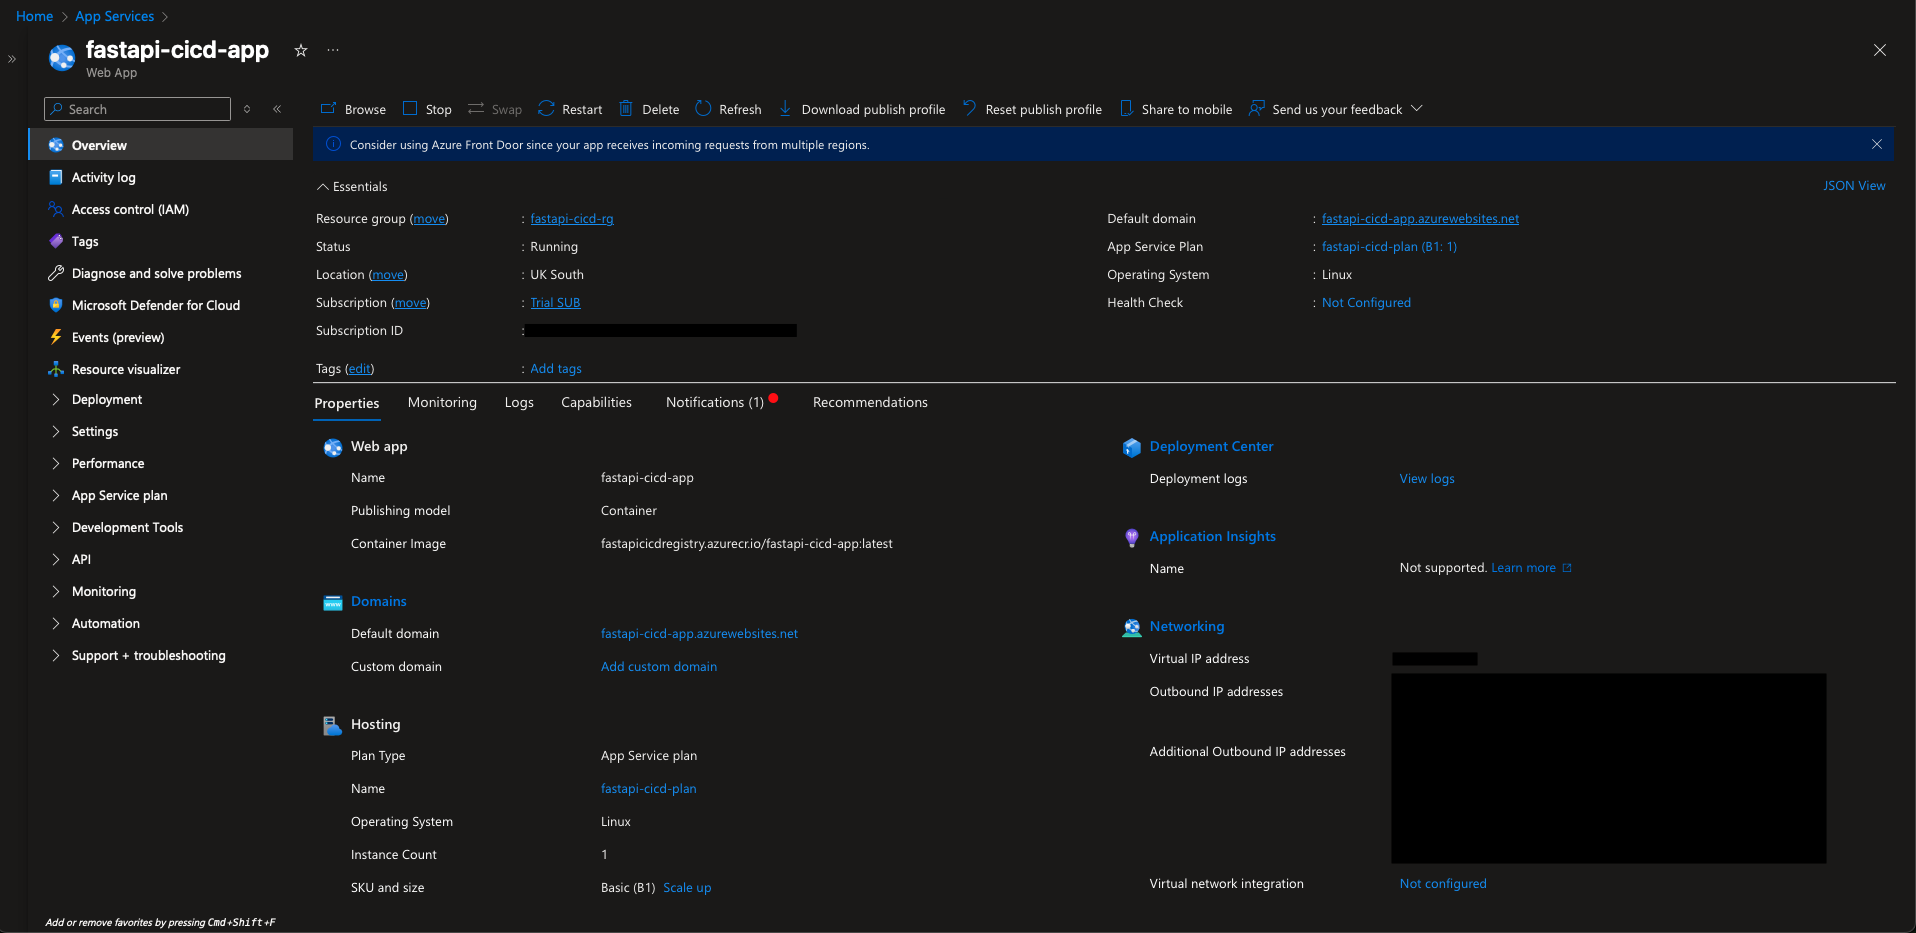 Home > App Services >
fastapi-cicd-app
Web App
Search
Browse Stop Swap Restart Delete Refresh Download publish profile Reset publish profile Share to mobile Send us your feedback
Overview
Activity log
Access control (IAM)
Tags
Diagnose and solve problems
Microsoft Defender for Cloud
Events (preview)
Resource visualizer
Deployment
Settings
Performance
App Service plan
Development Tools
API
Monitoring
Automation
Support + troubleshooting
Add or remove favorites by pressing Cmd+Shift+F
Consider using Azure Front Door since your app receives incoming requests from multiple regions.
Essentials
JSON View
Resource group (move) : fastapi-cicd-rg
Status : Running
Location (move) : UK South
Subscription (move) : Trial SUB
Subscription ID :
Default domain : fastapi-cicd-app.azurewebsites.net
App Service Plan : fastapi-cicd-plan (B1: 1)
Operating System : Linux
Health Check : Not Configured
Tags (edit) : Add tags
Properties Monitoring Logs Capabilities Notifications (1) Recommendations
Web app
Name fastapi-cicd-app
Publishing model Container
Container Image fastapicicdregistry.azurecr.io/fastapi-cicd-app:latest
Domains
Default domain fastapi-cicd-app.azurewebsites.net
Custom domain Add custom domain
Hosting
Plan Type App Service plan
Name fastapi-cicd-plan
Operating System Linux
Instance Count 1
SKU and size Basic (B1) Scale up
Deployment Center
Deployment logs View logs
Application Insights
Name Not supported. Learn more
Networking
Virtual IP address
Outbound IP addresses
Additional Outbound IP addresses
Virtual network integration Not configured